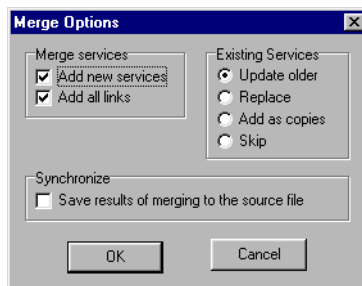 Merge Options
Merge services
Add new services
Add all links
Existing Services
Update older
Replace
Add as copies
Skip
Synchronize
Save results of merging to the source file
OK
Cancel